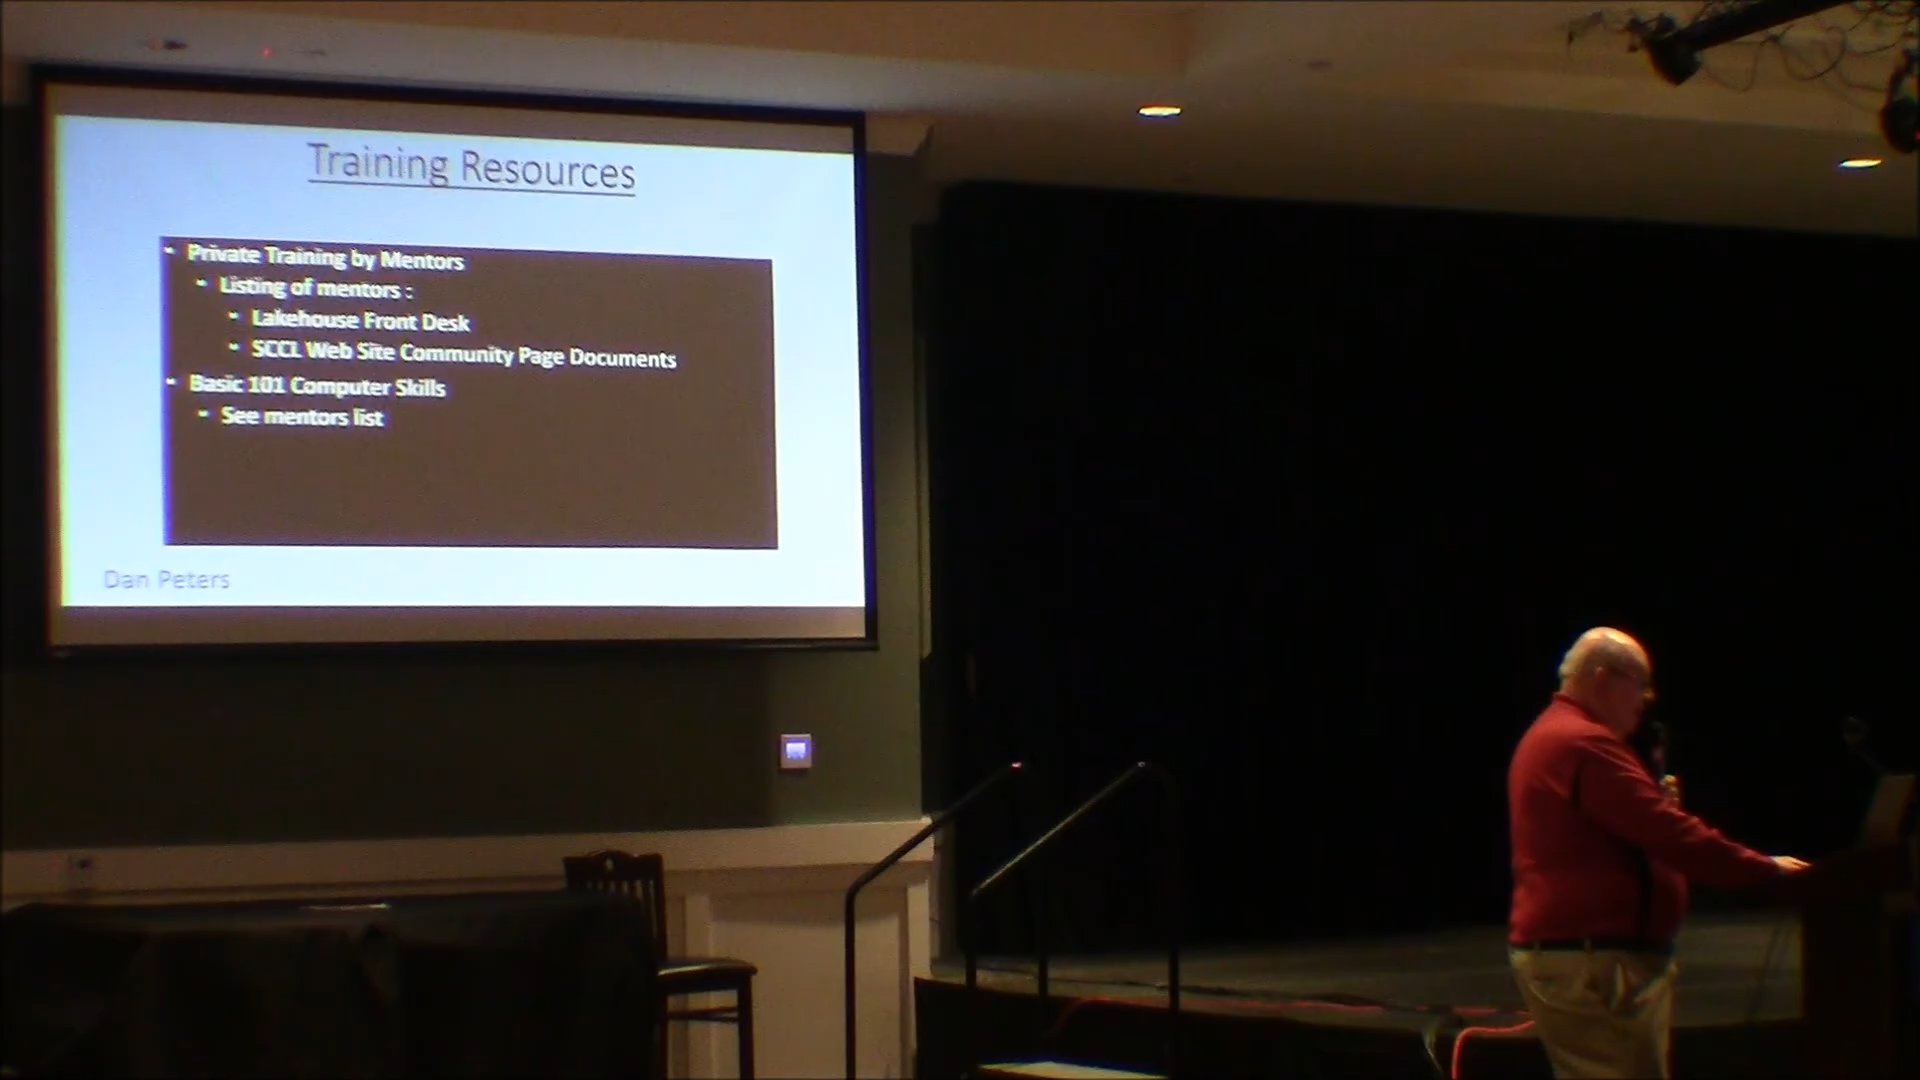 Training Resources
Private Training by Mentors
Listing of mentors :
Lakehouse Front Desk
SCCL Web Site Community Page Documents
Basic 101 Computer Skills
See mentors list
Dan Peters